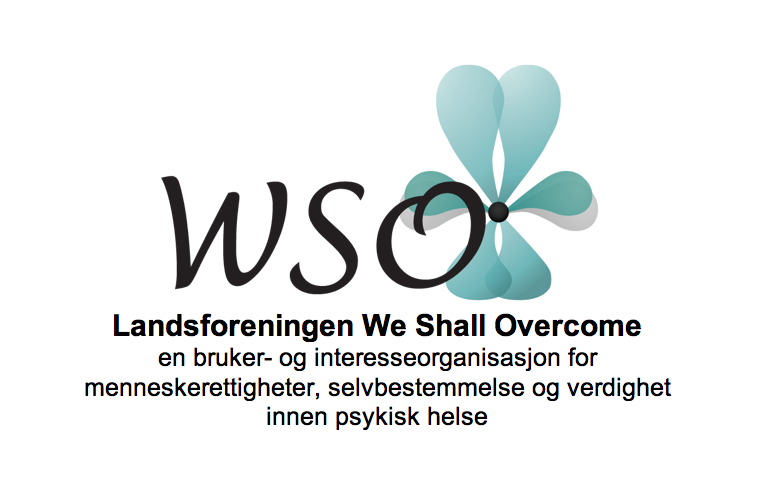 WSO
Landsforeningen We Shall Overcome
en bruker- og interesseorganisasjon for
menneskerettigheter, selvbestemmelse og verdighet
innen psykisk helse